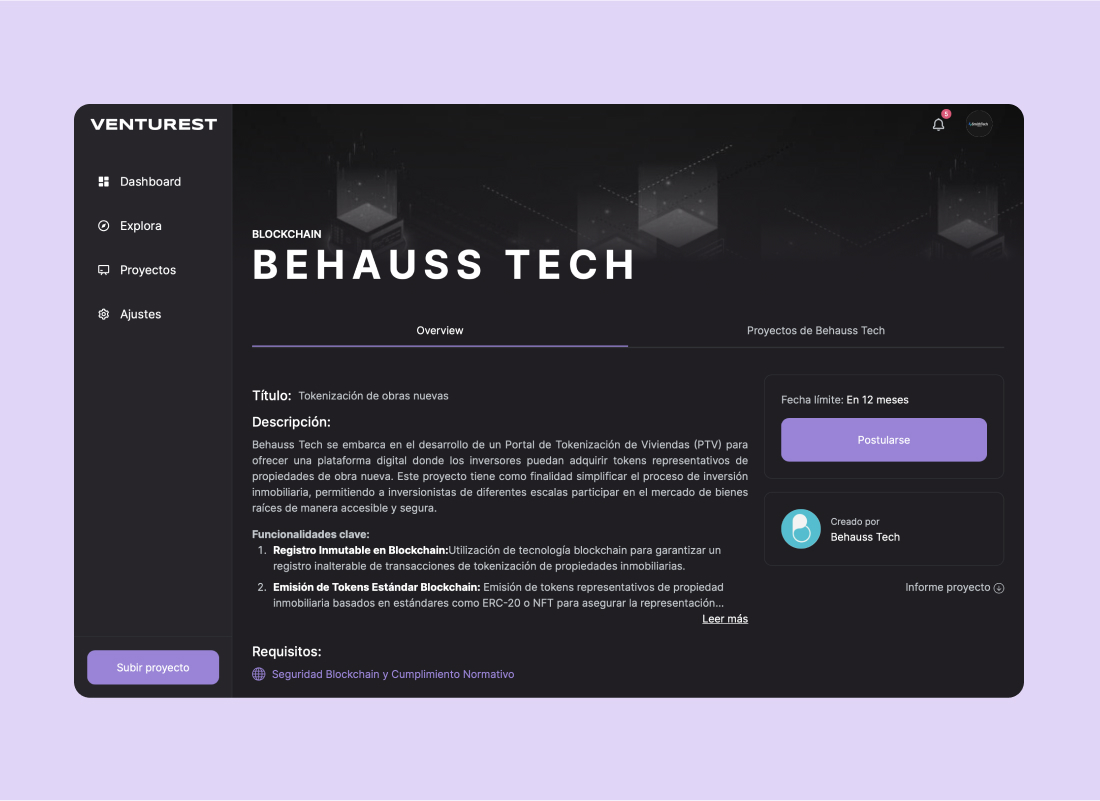 VENTUREST
5
Dashboard
Explora
Proyectos
Ajustes
Subir proyecto
BLOCKCHAIN
BEHAUSS TECH
Overview
Proyectos de Behauss Tech
Título: Tokenización de obras nuevas
Descripción:
Behauss Tech se embarca en el desarrollo de un Portal de Tokenización de Viviendas (PTV) para
ofrecer una plataforma digital donde los inversores puedan adquirir tokens representativos de
propiedades de obra nueva. Este proyecto tiene como finalidad simplificar el proceso de inversión
inmobiliaria, permitiendo a inversionistas de diferentes escalas participar en el mercado de bienes
raíces de manera accesible y segura.
Funcionalidades clave:
1. Registro Inmutable en Blockchain:Utilización de tecnología blockchain para garantizar un
registro inalterable de transacciones de tokenización de propiedades inmobiliarias.
2. Emisión de Tokens Estándar Blockchain: Emisión de tokens representativos de propiedad
inmobiliaria basados en estándares como ERC-20 o NFT para asegurar la representación...
Leer más
Requisitos:
Seguridad Blockchain y Cumplimiento Normativo
Fecha límite: En 12 meses
Postularse
Creado por
Behauss Tech
Informe proyecto